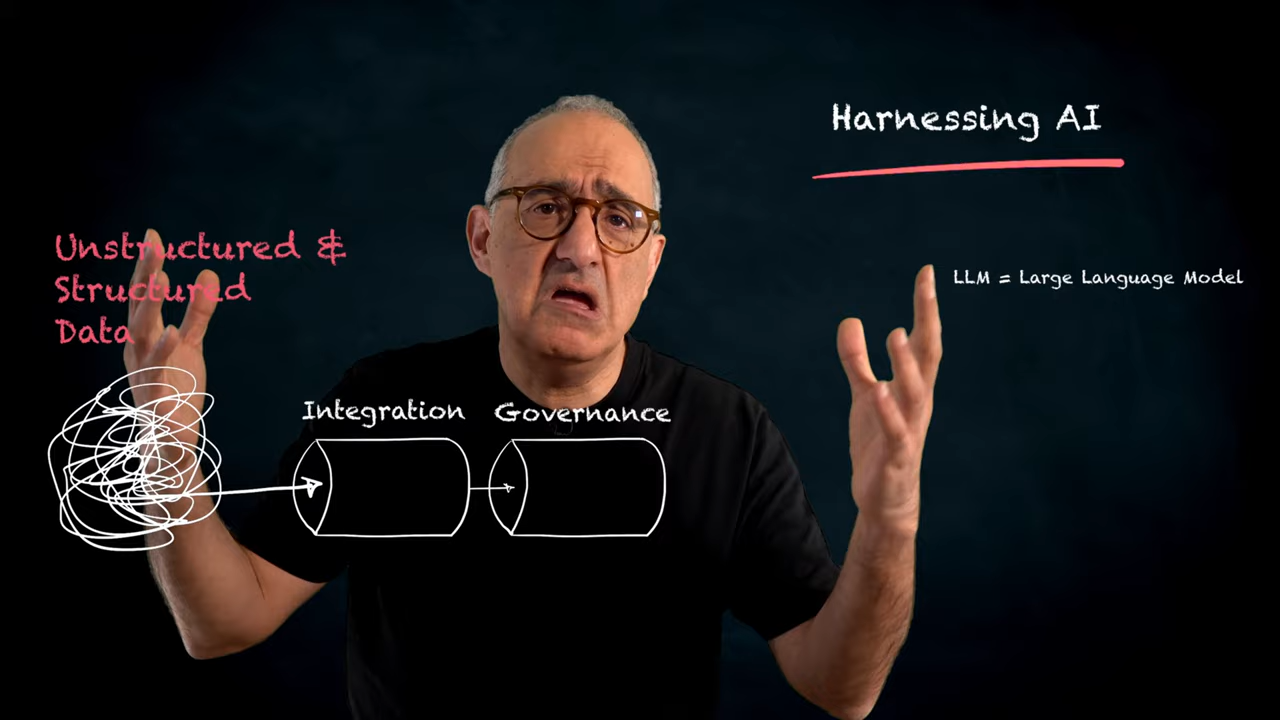 Harnessing AI
Unstructured &
Structured
Data
LLM = Large Language Model
Integration
Governance